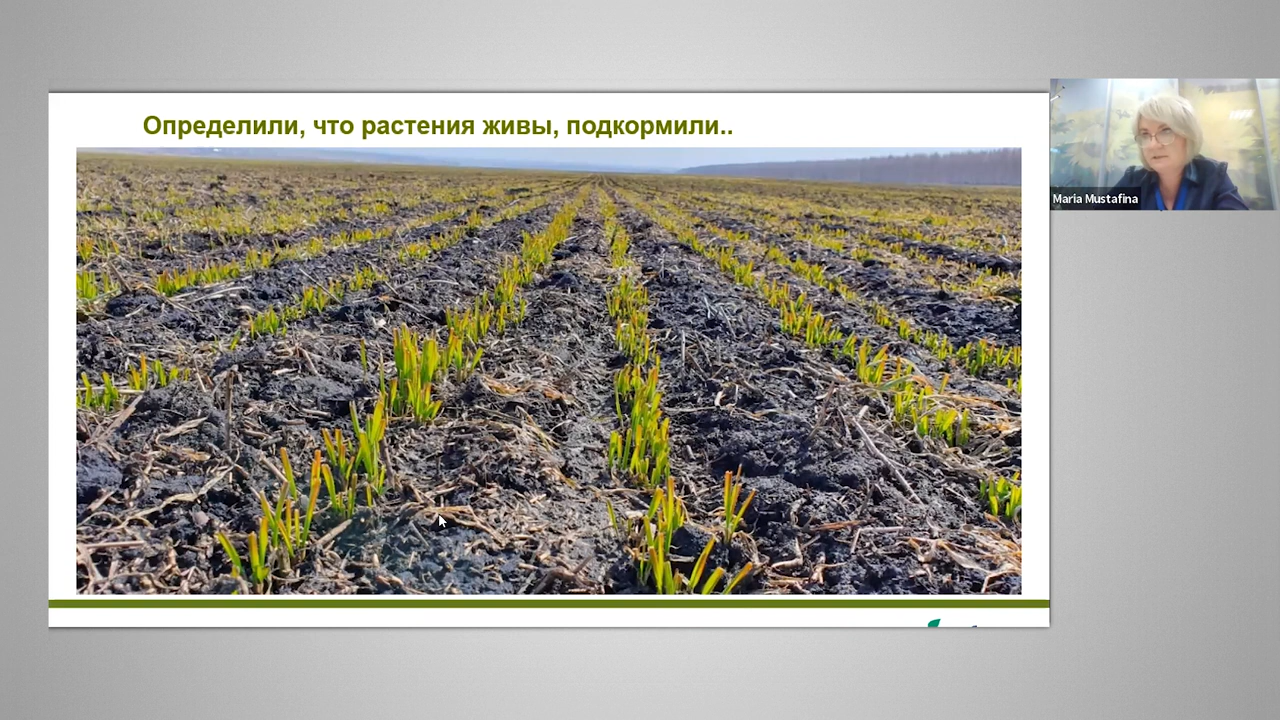 Определили, что растения живы, подкормили..
Maria Mustafina